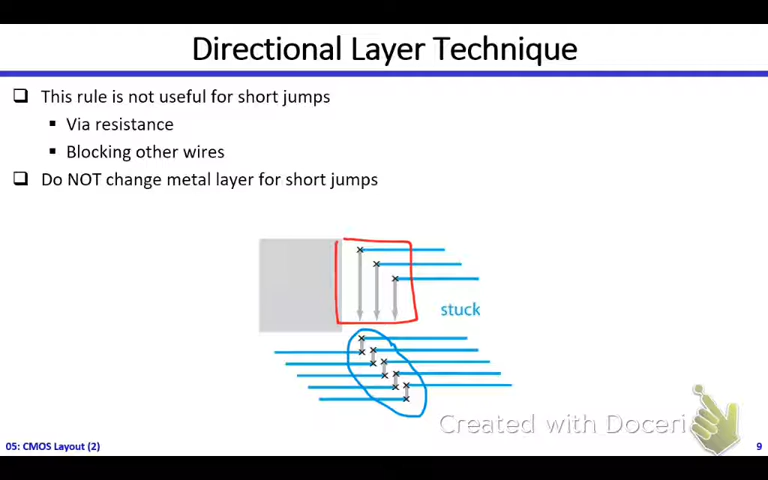 Directional Layer Technique
This rule is not useful for short jumps
Via resistance
Blocking other wires
Do NOT change metal layer for short jumps
stuck
Created with Doceri
05: CMOS Layout (2)
9